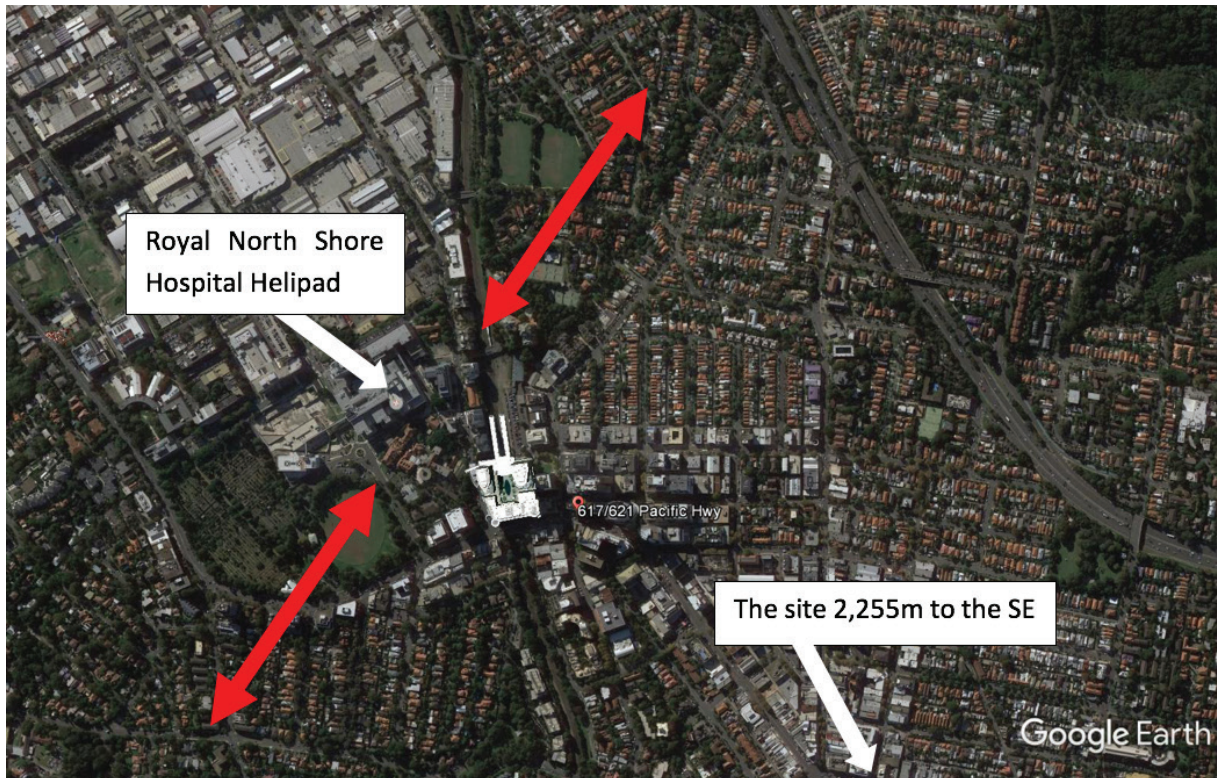 Royal North Shore
Hospital Helipad
617/621 Pacific Hwy
The site 2,255m to the SE
Google Earth